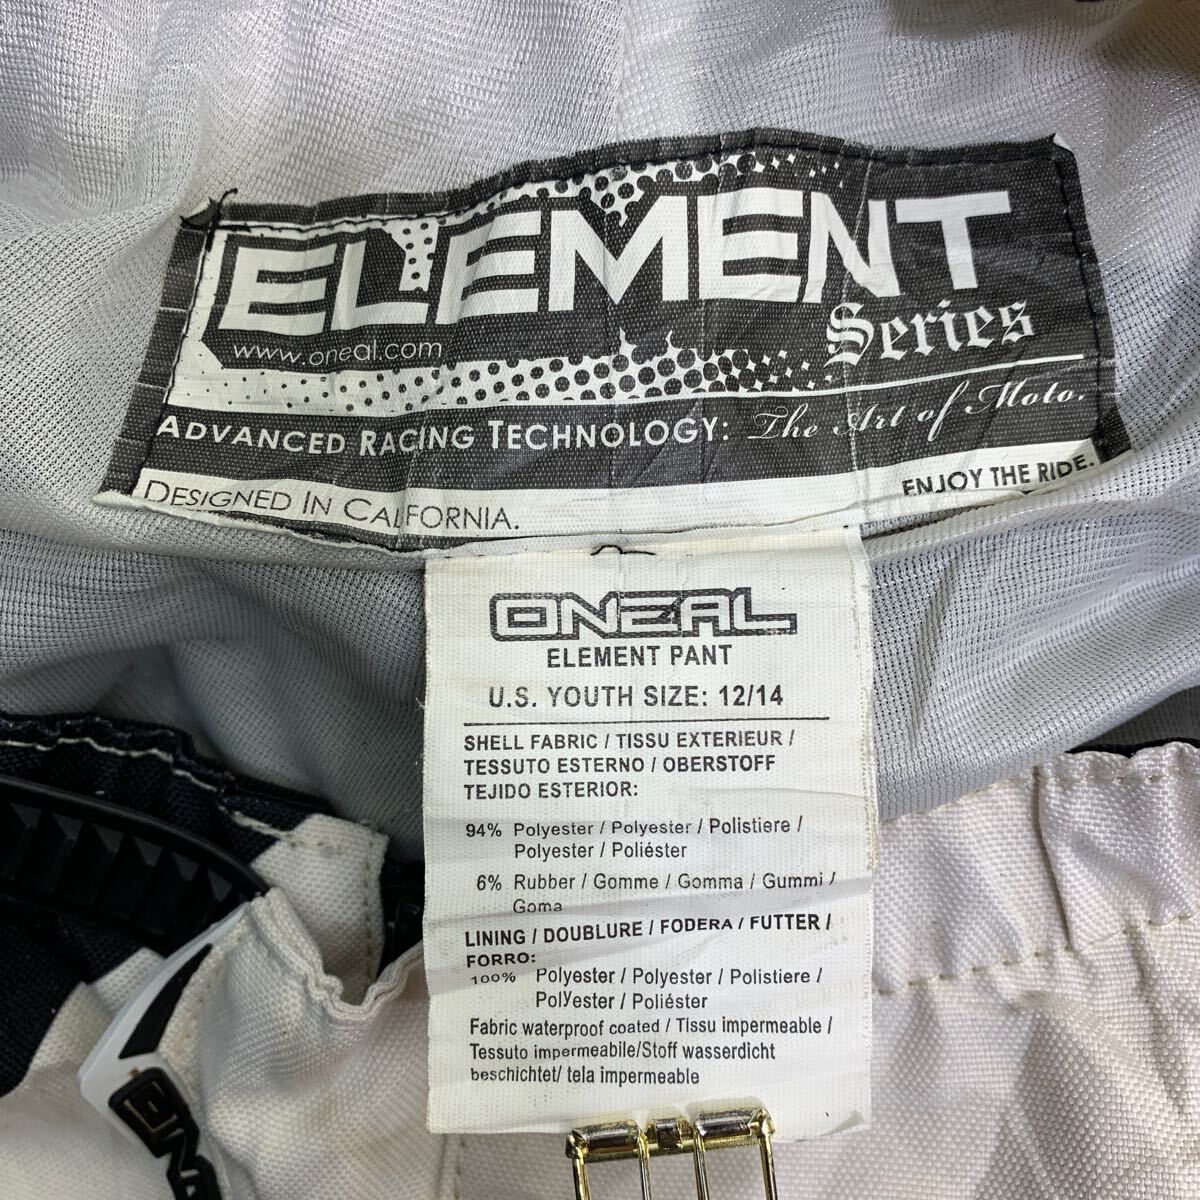 ELEMENT
Series
www.oneal.com
ADVANCED RACING TECHNOLOGY: The Art of Moto.
DESIGNED IN CALIFORNIA.
ENJOY THE RIDE.
ONEAL
ELEMENT PANT
U.S. YOUTH SIZE: 12/14
SHELL FABRIC / TISSU EXTERIEUR /
TESSUTO ESTERNO / OBERSTOFF
TEJIDO ESTERIOR:
94% Polyester / Polyester / Polistiere /
Polyester / Poliéster
6% Rubber / Gomme / Gomma / Gummi /
Goma
LINING / DOUBLURE / FODERA / FUTTER /
FORRO:
100% Polyester / Polyester / Polistiere /
Polyester / Poliéster
Fabric waterproof coated / Tissu impermeable /
Tessuto impermeabile/Stoff wasserdicht
beschichtet/ tela impermeable